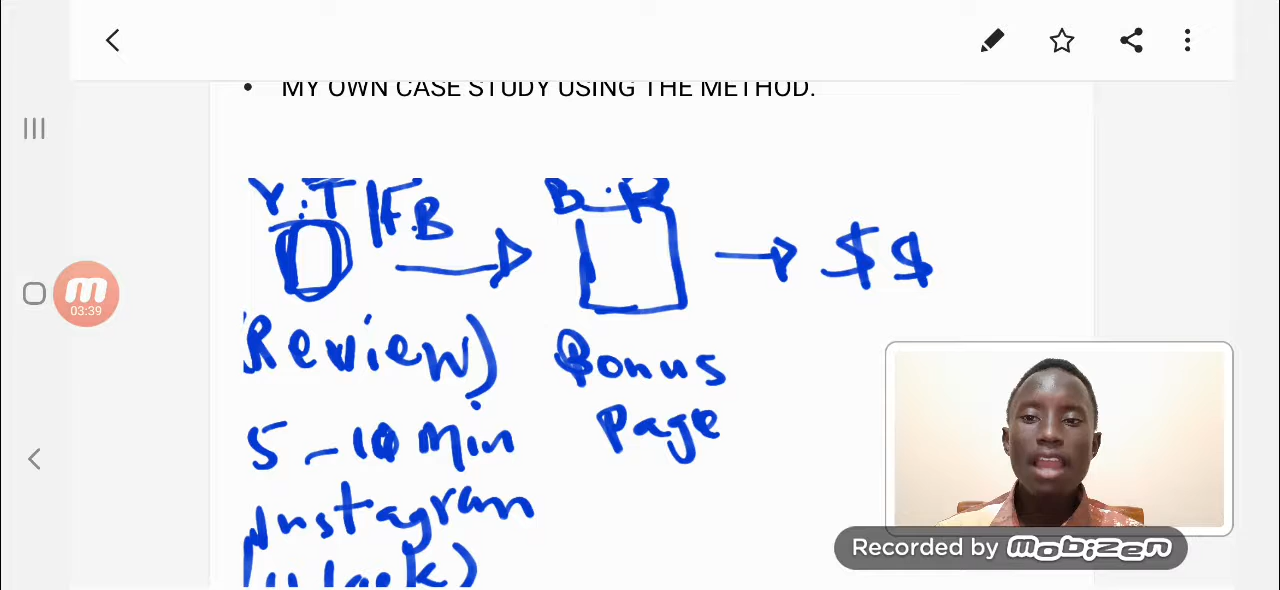 MY OWN CASE STUDY USING THE METHOD.
Y.T | F.B
B.P
$ $
(Review)
Bonus
Page
5-10 Min
Instagram
03:39
Recorded by mobizen